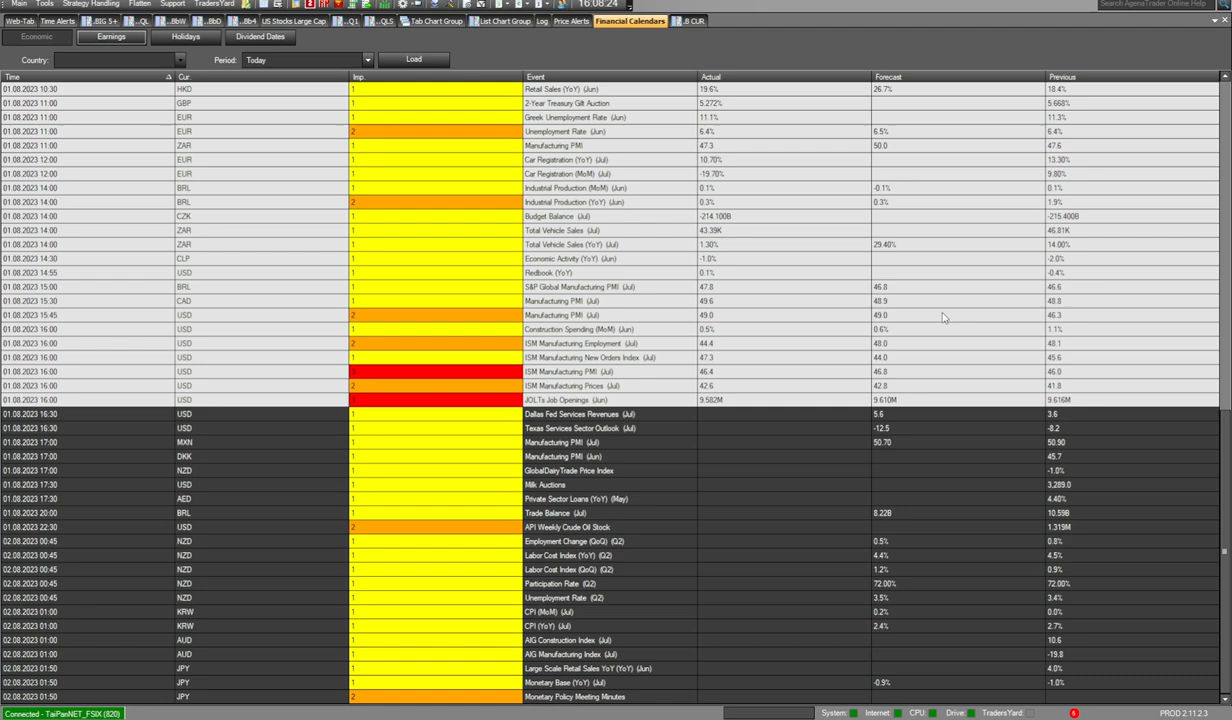 Main Tools Strategy Handling Flatten Support TradersYard 16:08:24 Search AgenaTrader Online Help
Web-Tab Time Alerts .BIG S+ ..QL ..BbW ..BbD ..Bb4 US Stocks Large Cap ..Q1 ..QLS Tab Chart Group List Chart Group Log Price Alerts Financial Calendars ..B CUR
Economic Earnings Holidays Dividend Dates
Country: Period: Today Load
Time Cur. Imp. Event Actual Forecast Previous
01.08.2023 10:30 HKD 1 Retail Sales (YoY) (Jun) 19.6% 26.7% 18.4%
01.08.2023 11:00 GBP 1 2-Year Treasury Gilt Auction 5.272% 5.668%
01.08.2023 11:00 EUR 1 Greek Unemployment Rate (Jun) 11.1% 11.3%
01.08.2023 11:00 EUR 2 Unemployment Rate (Jun) 6.4% 6.5% 6.4%
01.08.2023 11:00 ZAR 1 Manufacturing PMI 47.3 50.0 47.6
01.08.2023 12:00 EUR 1 Car Registration (YoY) (Jul) 10.70% 13.30%
01.08.2023 12:00 EUR 1 Car Registration (MoM) (Jul) -19.70% 9.80%
01.08.2023 14:00 BRL 1 Industrial Production (MoM) (Jun) 0.1% -0.1% 0.1%
01.08.2023 14:00 BRL 2 Industrial Production (YoY) (Jun) 0.3% 0.3% 1.9%
01.08.2023 14:00 CZK 1 Budget Balance (Jul) -214.100B -215.400B
01.08.2023 14:00 ZAR 1 Total Vehicle Sales (Jul) 43.39K 46.81K
01.08.2023 14:00 ZAR 1 Total Vehicle Sales (YoY) (Jul) 1.30% 29.40% 14.00%
01.08.2023 14:30 CLP 1 Economic Activity (YoY) (Jun) -1.0% -2.0%
01.08.2023 14:55 USD 1 Redbook (YoY) 0.1% -0.4%
01.08.2023 15:00 BRL 1 S&P Global Manufacturing PMI (Jul) 47.8 46.8 46.6
01.08.2023 15:30 CAD 1 Manufacturing PMI (Jul) 49.6 48.9 48.8
01.08.2023 15:45 USD 2 Manufacturing PMI (Jul) 49.0 49.0 46.3
01.08.2023 16:00 USD 1 Construction Spending (MoM) (Jun) 0.5% 0.6% 1.1%
01.08.2023 16:00 USD 2 ISM Manufacturing Employment (Jul) 44.4 48.0 48.1
01.08.2023 16:00 USD 1 ISM Manufacturing New Orders Index (Jul) 47.3 44.0 45.6
01.08.2023 16:00 USD ISM Manufacturing PMI (Jul) 46.4 46.8 46.0
01.08.2023 16:00 USD 2 ISM Manufacturing Prices (Jul) 42.6 42.8 41.8
01.08.2023 16:00 USD JOLTs Job Openings (Jun) 9.582M 9.610M 9.616M
01.08.2023 16:30 USD 1 Dallas Fed Services Revenues (Jul) 5.6 3.6
01.08.2023 16:30 USD 1 Texas Services Sector Outlook (Jul) -12.5 -8.2
01.08.2023 17:00 MXN 1 Manufacturing PMI (Jul) 50.70 50.90
01.08.2023 17:00 DKK 1 Manufacturing PMI (Jun) 45.7
01.08.2023 17:00 NZD 1 GlobalDairyTrade Price Index -1.0%
01.08.2023 17:30 USD 1 Milk Auctions 3,289.0
01.08.2023 17:30 AED 1 Private Sector Loans (YoY) (May) 4.40%
01.08.2023 20:00 BRL 1 Trade Balance (Jul) 8.22B 10.59B
01.08.2023 22:30 USD 2 API Weekly Crude Oil Stock 1.319M
02.08.2023 00:45 NZD 1 Employment Change (QoQ) (Q2) 0.5% 0.8%
02.08.2023 00:45 NZD 1 Labor Cost Index (YoY) (Q2) 4.4% 4.5%
02.08.2023 00:45 NZD 1 Labor Cost Index (QoQ) (Q2) 1.2% 0.9%
02.08.2023 00:45 NZD 1 Participation Rate (Q2) 72.00% 72.00%
02.08.2023 00:45 NZD 1 Unemployment Rate (Q2) 3.5% 3.4%
02.08.2023 01:00 KRW 1 CPI (MoM) (Jul) 0.2% 0.0%
02.08.2023 01:00 KRW 1 CPI (YoY) (Jul) 2.4% 2.7%
02.08.2023 01:00 AUD 1 AIG Construction Index (Jul) 10.6
02.08.2023 01:00 AUD 1 AIG Manufacturing Index (Jul) -19.8
02.08.2023 01:50 JPY 1 Large Scale Retail Sales YoY (YoY) (Jun) 4.0%
02.08.2023 01:50 JPY 1 Monetary Base (YoY) (Jul) -0.9% -1.0%
02.08.2023 01:50 JPY 2 Monetary Policy Meeting Minutes
Connected - TaiPanNET_FSIX (820) System: Internet: CPU: Drive: TradersYard: 6 PROD 2.11.2.3